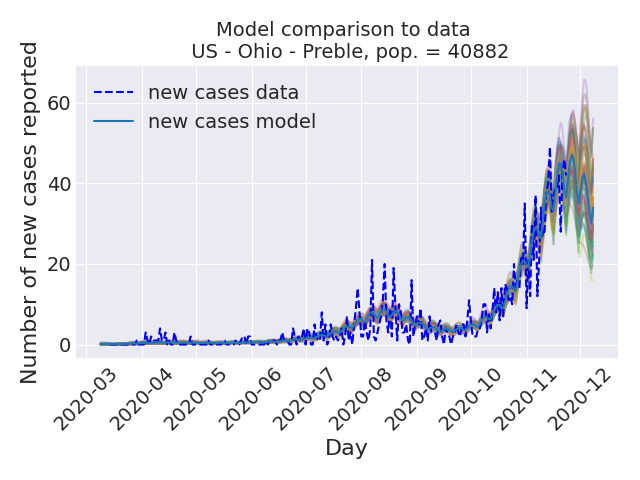 Model comparison to data
US - Ohio - Preble, pop. = 40882
Number of new cases reported
60
40
20
0
new cases data
new cases model
2020-03
2020-04
2020-05
2020-06
2020-07
2020-08
2020-09
2020-10
2020-11
2020-12
Day